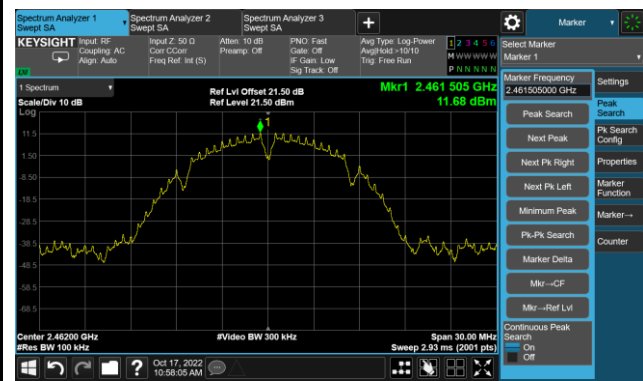 Spectrum Analyzer 1
Swept SA
Spectrum Analyzer 2
Swept SA
Spectrum Analyzer 3
Swept SA
+
Marker
KEYSIGHT
Input: RF
Coupling: AC
Align: Auto
Input Z: 50 Ω
Corr CCorr
Freq Ref: Int (S)
Atten: 10 dB
Preamp: Off
PNO: Fast
Gate: Off
IF Gain: Low
Sig Track: Off
Avg Type: Log-Power
Avg|Hold:>10/10
Trig: Free Run
1 2 3 4 5 6
M W W W W W
P N N N N N
LXI
Select Marker
Marker 1
1 Spectrum
Scale/Div 10 dB
Log
Ref Lvl Offset 21.50 dB
Ref Level 21.50 dBm
Mkr1 2.461 505 GHz
11.68 dBm
1
11.5
1.50
-8.50
-18.5
-28.5
-38.5
-48.5
-58.5
-68.5
Center 2.46200 GHz
#Res BW 100 kHz
#Video BW 300 kHz
Span 30.00 MHz
Sweep 2.93 ms (2001 pts)
Marker Frequency
2.461505000 GHz
Peak Search
Next Peak
Next Pk Right
Next Pk Left
Minimum Peak
Pk-Pk Search
Marker Delta
Mkr→CF
Mkr→Ref Lvl
Continuous Peak
Search
On
Off
Settings
Peak
Search
Pk Search
Config
Properties
Marker
Function
Marker→
Counter
?
Oct 17, 2022
10:58:05 AM